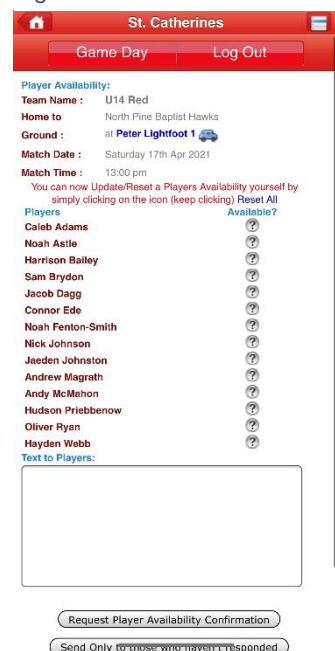 St. Catherines
Game Day Log Out
Player Availability:
Team Name : U14 Red
Home to North Pine Baptist Hawks
Ground : at Peter Lightfoot 1
Match Date : Saturday 17th Apr 2021
Match Time : 13:00 pm
You can now Update/Reset a Players Availability yourself by
simply clicking on the icon (keep clicking) Reset All
Players Available?
Caleb Adams ?
Noah Astle ?
Harrison Bailey ?
Sam Brydon ?
Jacob Dagg ?
Connor Ede ?
Noah Fenton-Smith ?
Nick Johnson ?
Jaeden Johnston ?
Andrew Magrath ?
Andy McMahon ?
Hudson Priebbenow ?
Oliver Ryan ?
Hayden Webb ?
Text to Players:
Request Player Availability Confirmation
Send Only to those who haven't responded